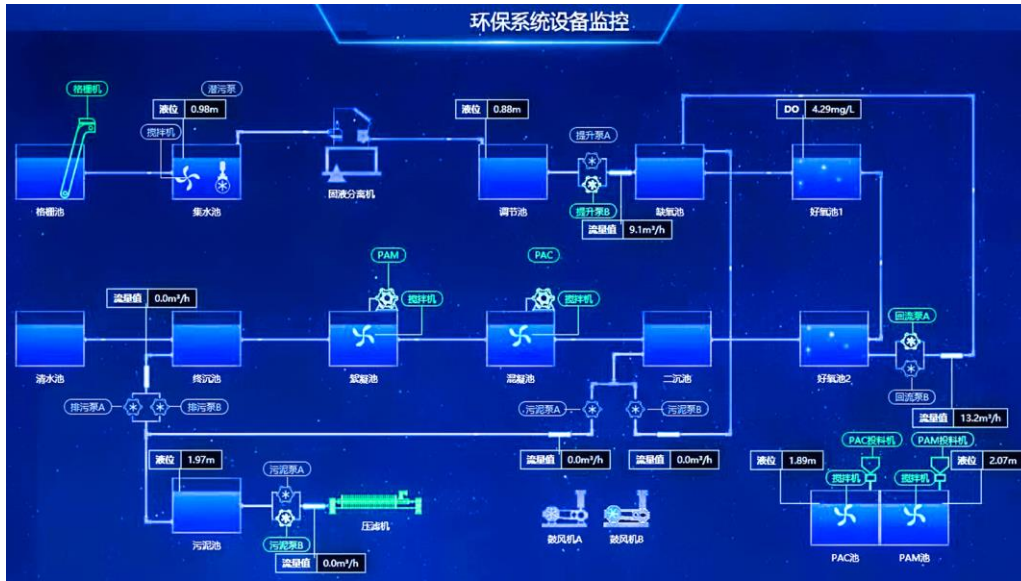 环保系统设备监控
格栅机
潜污泵
液位 0.98m
搅拌机
液位 0.88m
DO 4.29mg/L
提升泵A
格栅池
集水池
固液分离机
调节池
提升泵B
缺氧池
好氧池1
流量值 9.1m³/h
PAM
PAC
流量值 0.0m³/h
搅拌机
搅拌机
回流泵A
清水池
终沉池
絮凝池
混凝池
二沉池
好氧池2
回流泵B
排污泵A
排污泵B
污泥泵A
污泥泵B
流量值 13.2m³/h
PAC投料机
PAM投料机
液位 1.97m
污泥泵A
流量值 0.0m³/h
流量值 0.0m³/h
液位 1.89m
液位 2.07m
搅拌机
搅拌机
污泥池
污泥泵B
压滤机
鼓风机A
鼓风机B
流量值 0.0m³/h
PAC池
PAM池